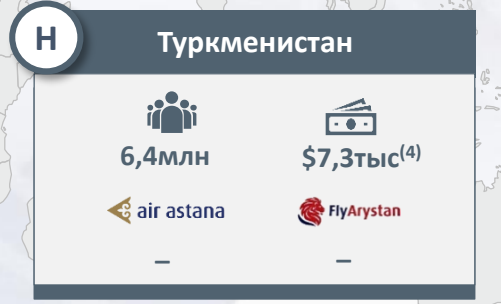 Н
Туркменистан
6,4млн $7,3тыс(4)
air astana FlyArystan
– –